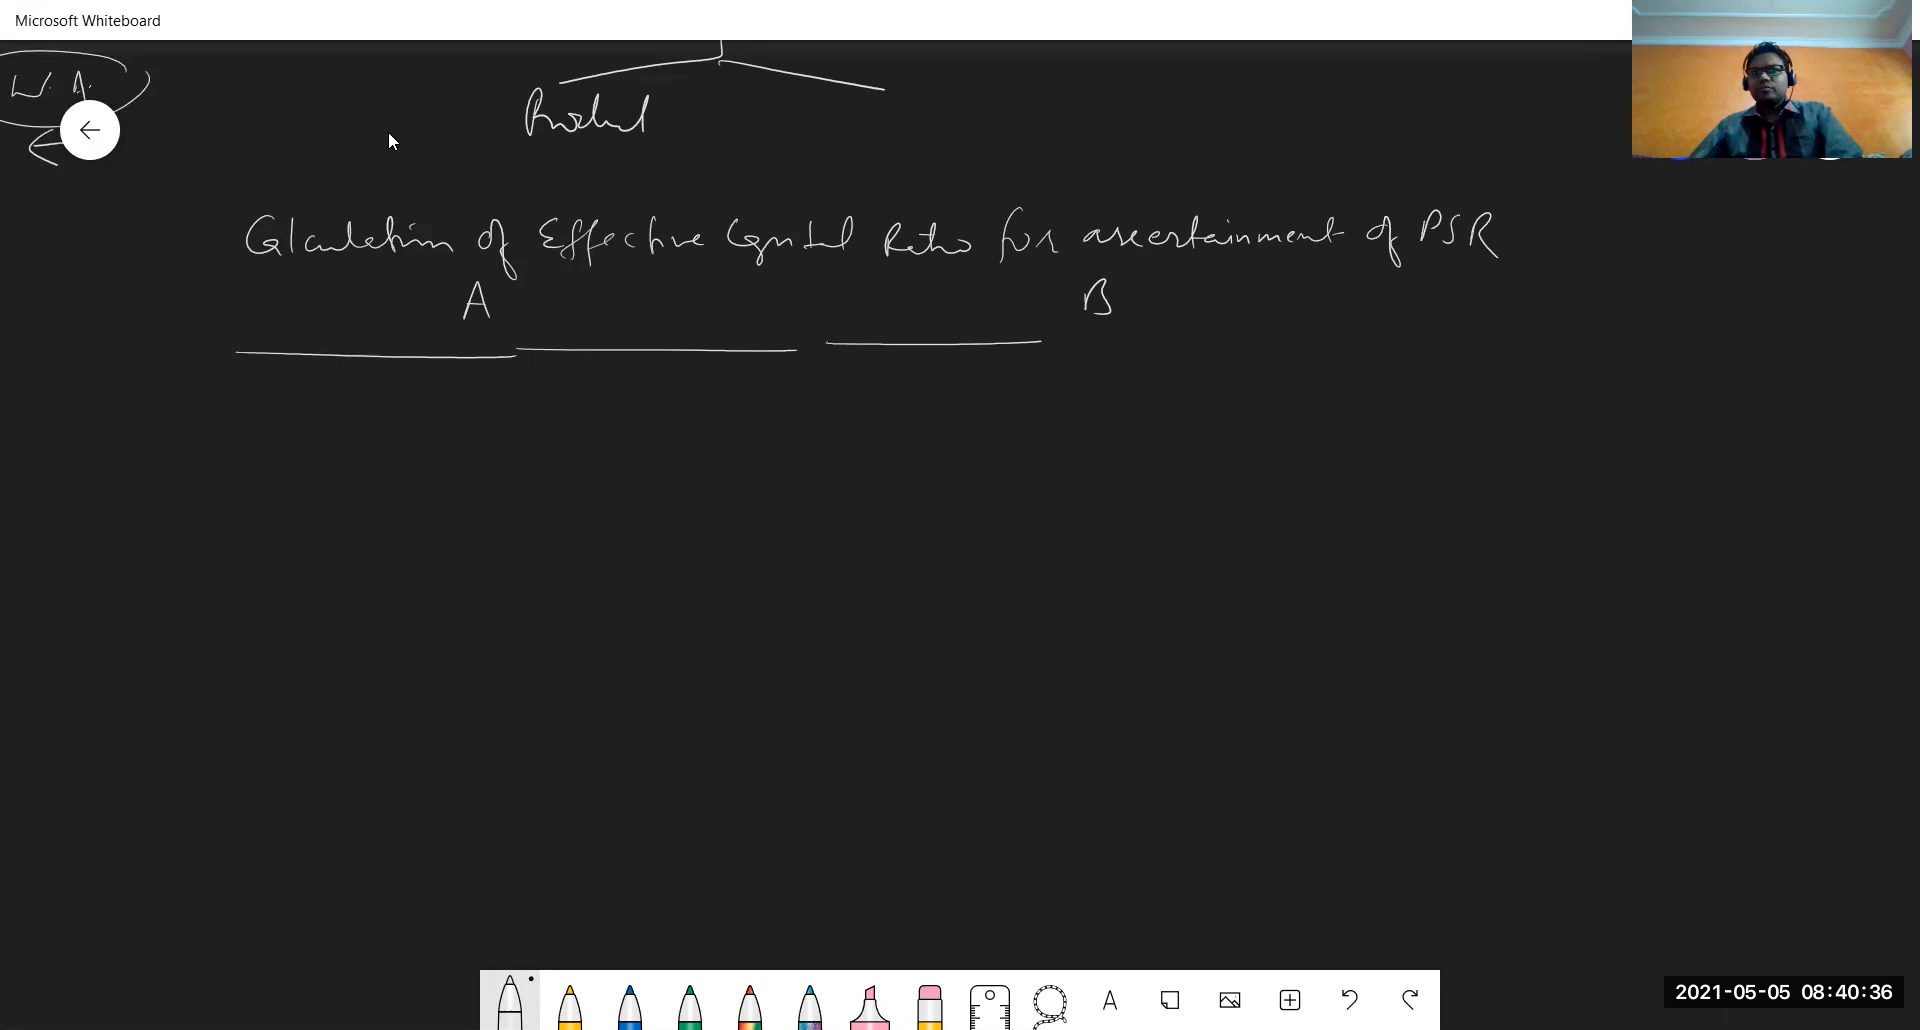 Microsoft Whiteboard
W. A.
Product
Calculation of Effective Capital Ratio for ascertainment of PSR
A B
A
2021-05-05 08:40:36